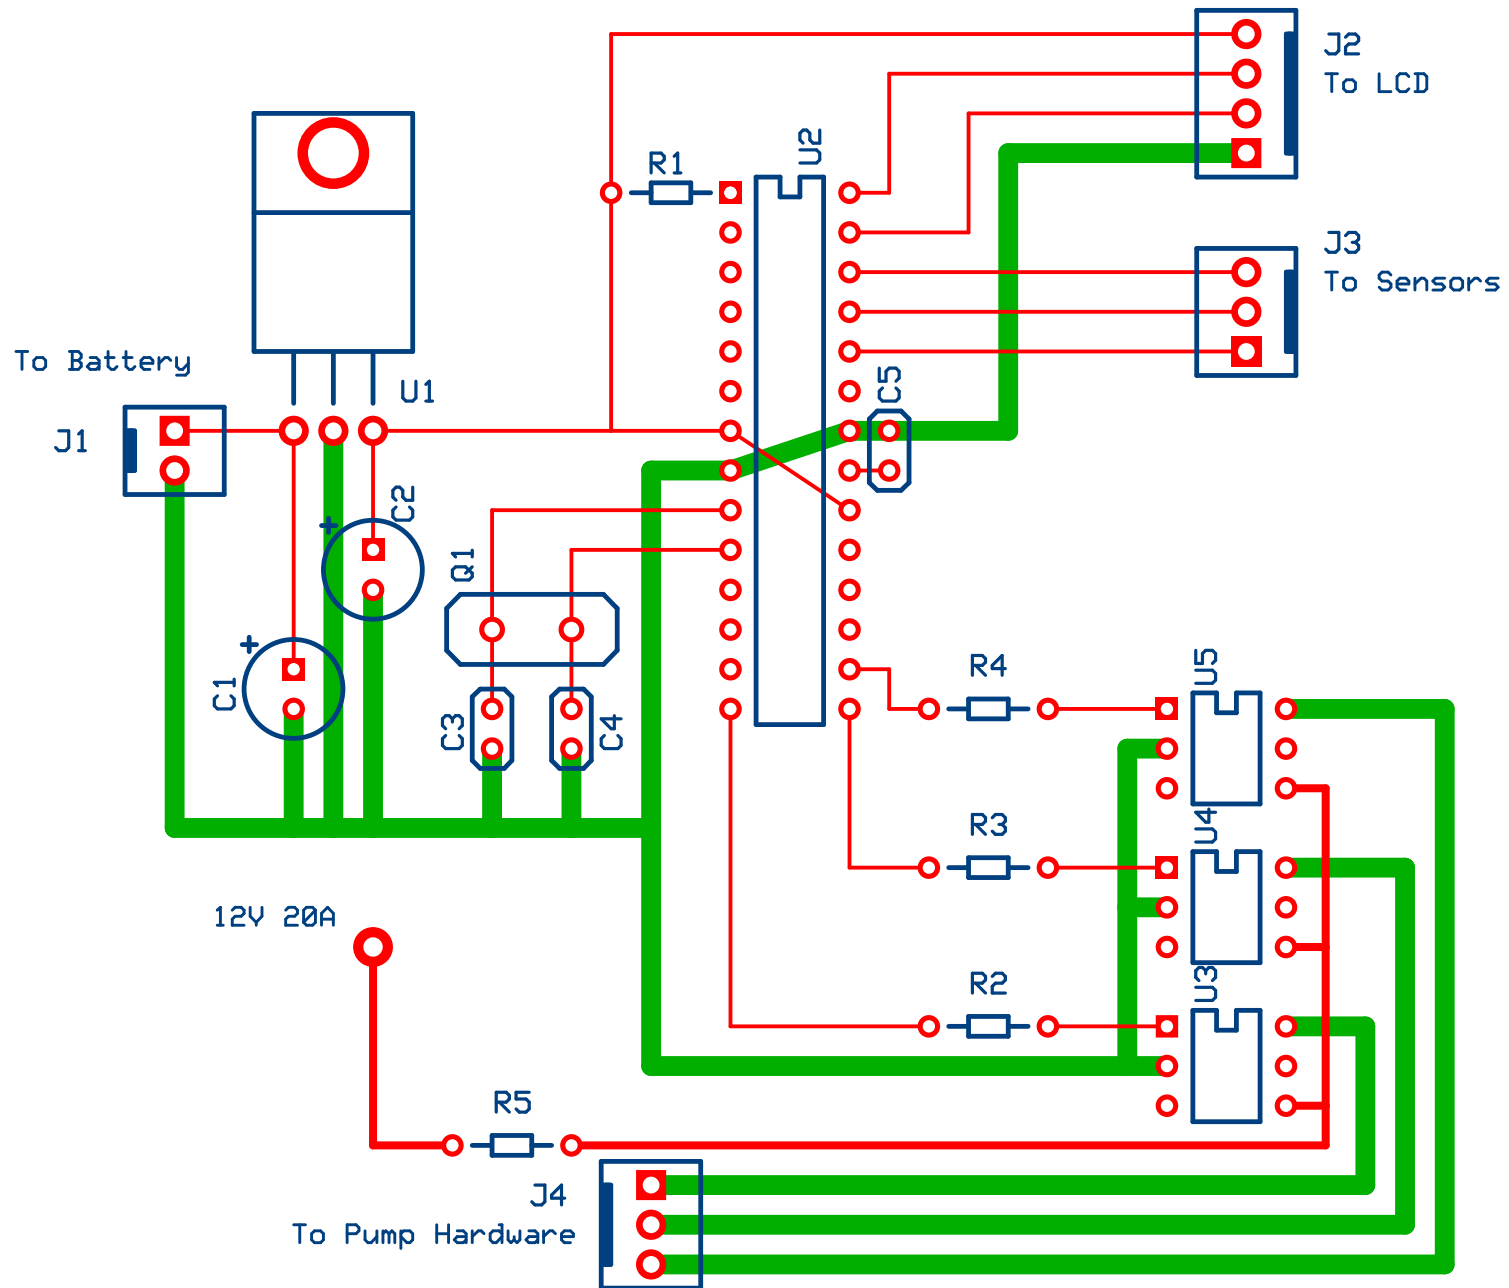 J2
To LCD
U2
R1
J3
To Sensors
To Battery
U1
C5
J1
C2
Q1
C1
C3
C4
R4
U5
R3
U4
12V 20A
R2
U3
R5
J4
To Pump Hardware
+
+